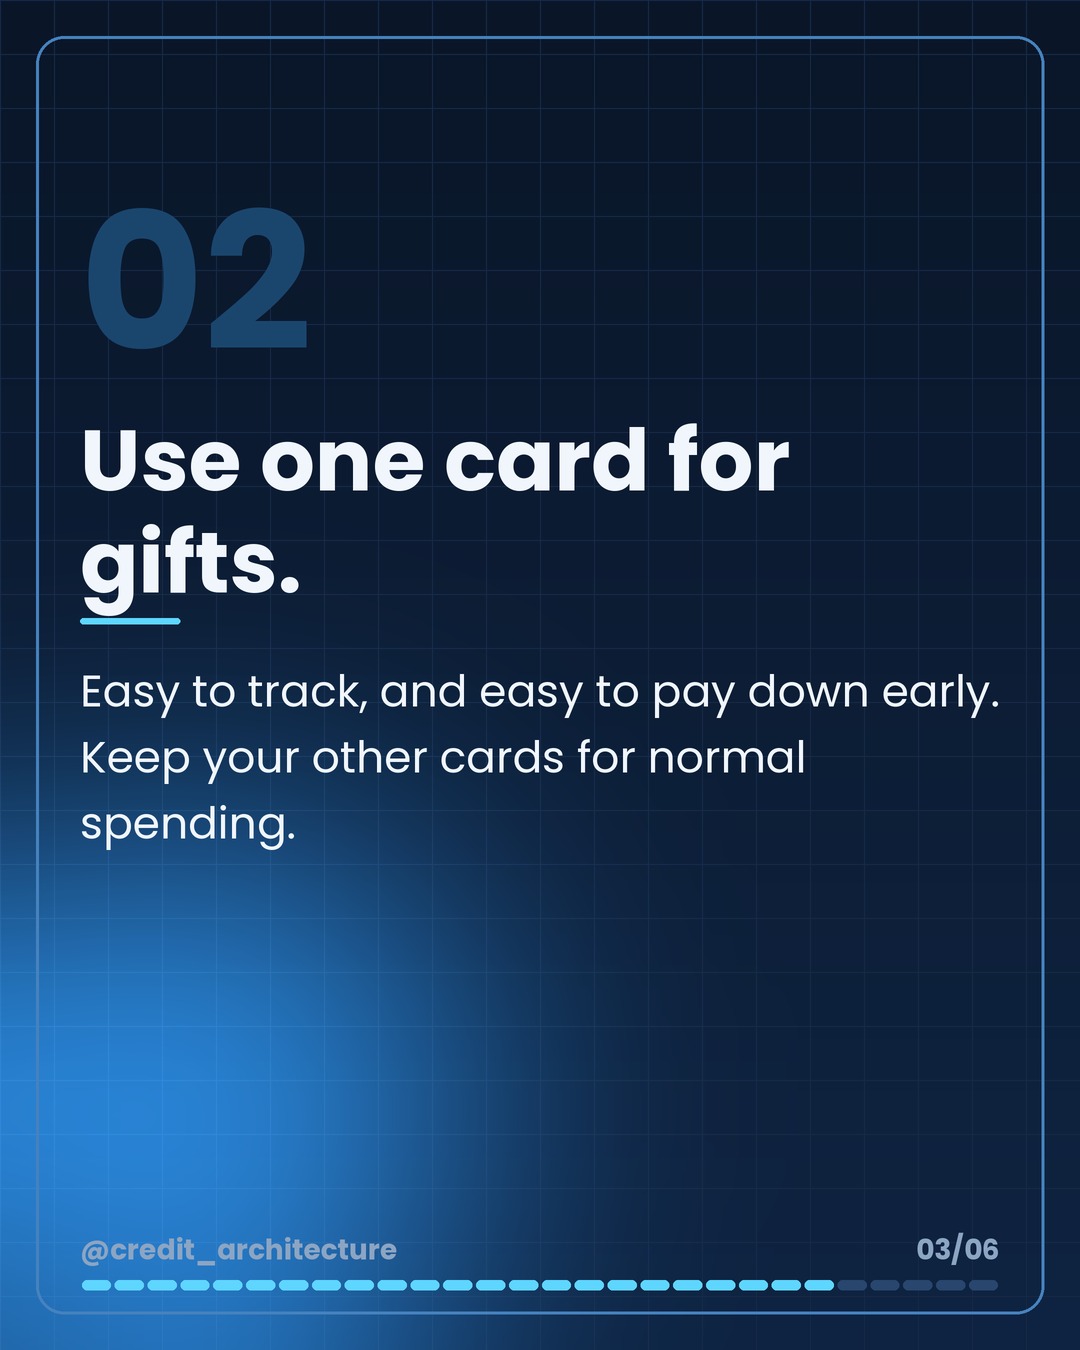 02
Use one card for
gifts.
Easy to track, and easy to pay down early.
Keep your other cards for normal
spending.
@credit_architecture
03/06